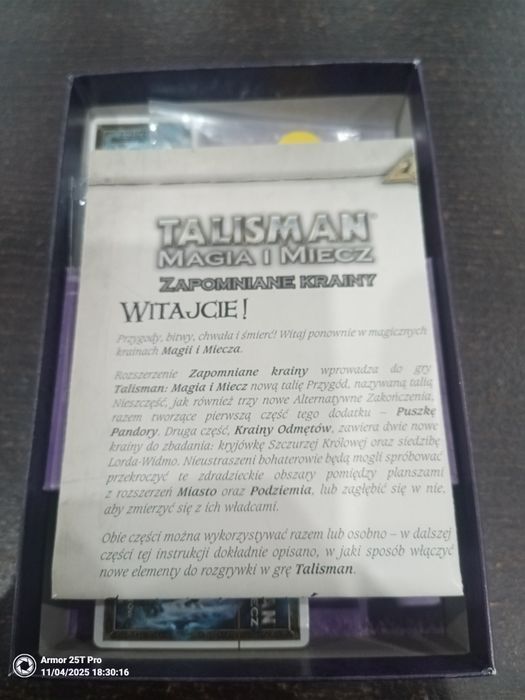 TALISMAN
MAGIA I MIECZ
ZAPOMNIANE KRAINY
WITAJCIE!
Przygody, bitwy, chwała i śmierć! Witaj ponownie w magicznych
krainach Magii i Miecza.
Rozszerzenie Zapomniane krainy wprowadza do gry
Talisman: Magia i Miecz nową talię Przygód, nazywaną talią
Nieszczęść, jak również trzy nowe Alternatywne Zakończenia,
razem tworzące pierwszą część tego dodatku – Puszkę
Pandory. Druga część, Krainy Odmętów, zawiera dwie nowe
krainy do zbadania: kryjówkę Szczurzej Królowej oraz siedzibę
Lorda-Widmo. Nieustraszeni bohaterowie będą mogli spróbować
przekroczyć te zdradzieckie obszary pomiędzy planszami
z rozszerzeń Miasto oraz Podziemia, lub zagłębić się w nie,
aby zmierzyć się z ich władcami.
Obie części można wykorzystywać razem lub osobno – w dalszej
części tej instrukcji dokładnie opisano, w jaki sposób włączyć
nowe elementy do rozgrywki w grę Talisman.
Armor 25T Pro
11/04/2025 18:30:16